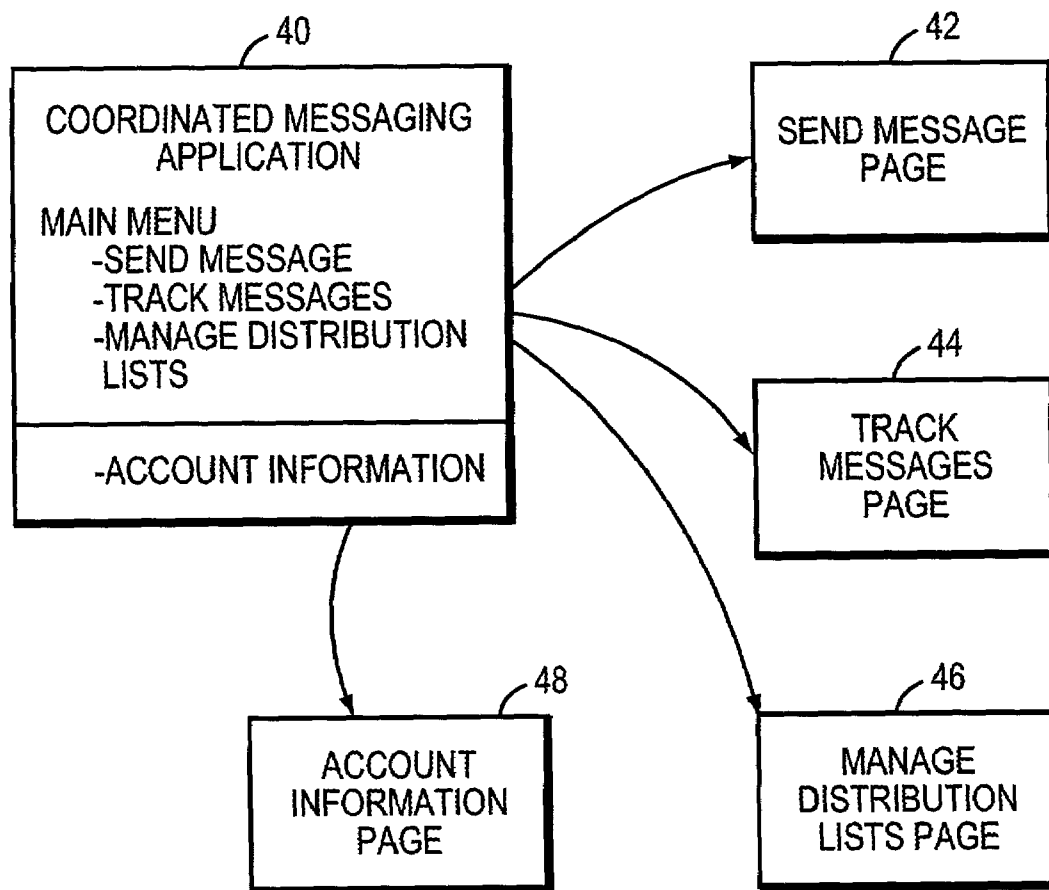 40
COORDINATED MESSAGING
APPLICATION
MAIN MENU
-SEND MESSAGE
-TRACK MESSAGES
-MANAGE DISTRIBUTION
LISTS
-ACCOUNT INFORMATION
42
SEND MESSAGE
PAGE
44
TRACK
MESSAGES
PAGE
46
MANAGE
DISTRIBUTION
LISTS PAGE
48
ACCOUNT
INFORMATION
PAGE